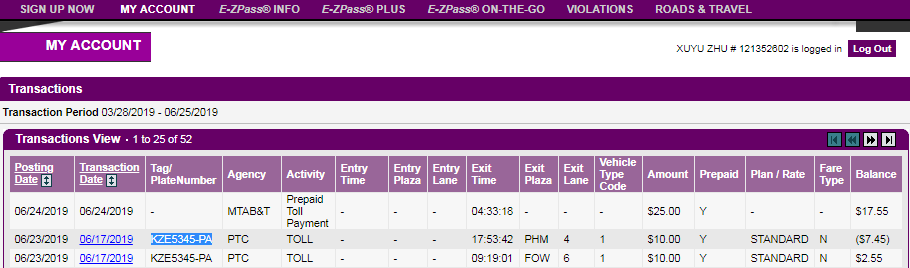 SIGN UP NOW MY ACCOUNT E-ZPass® INFO E-ZPass® PLUS E-ZPass® ON-THE-GO VIOLATIONS ROADS & TRAVEL
MY ACCOUNT
XUYU ZHU # 121352602 is logged in Log Out
Transactions
Transaction Period 03/28/2019 - 06/25/2019
Transactions View - 1 to 25 of 52
Posting Date Transaction Date Tag/ PlateNumber Agency Activity Entry Time Entry Plaza Entry Lane Exit Time Exit Plaza Exit Lane Vehicle Type Code Amount Prepaid Plan / Rate Fare Type Balance
06/24/2019 06/24/2019 - MTAB&T Prepaid Toll Payment - - - 04:33:18 - - - $25.00 Y - - $17.55
06/23/2019 06/17/2019 KZE5345-PA PTC TOLL - - - 17:53:42 PHM 4 1 $10.00 Y STANDARD N ($7.45)
06/23/2019 06/17/2019 KZE5345-PA PTC TOLL - - - 09:19:01 FOW 6 1 $10.00 Y STANDARD N $2.55